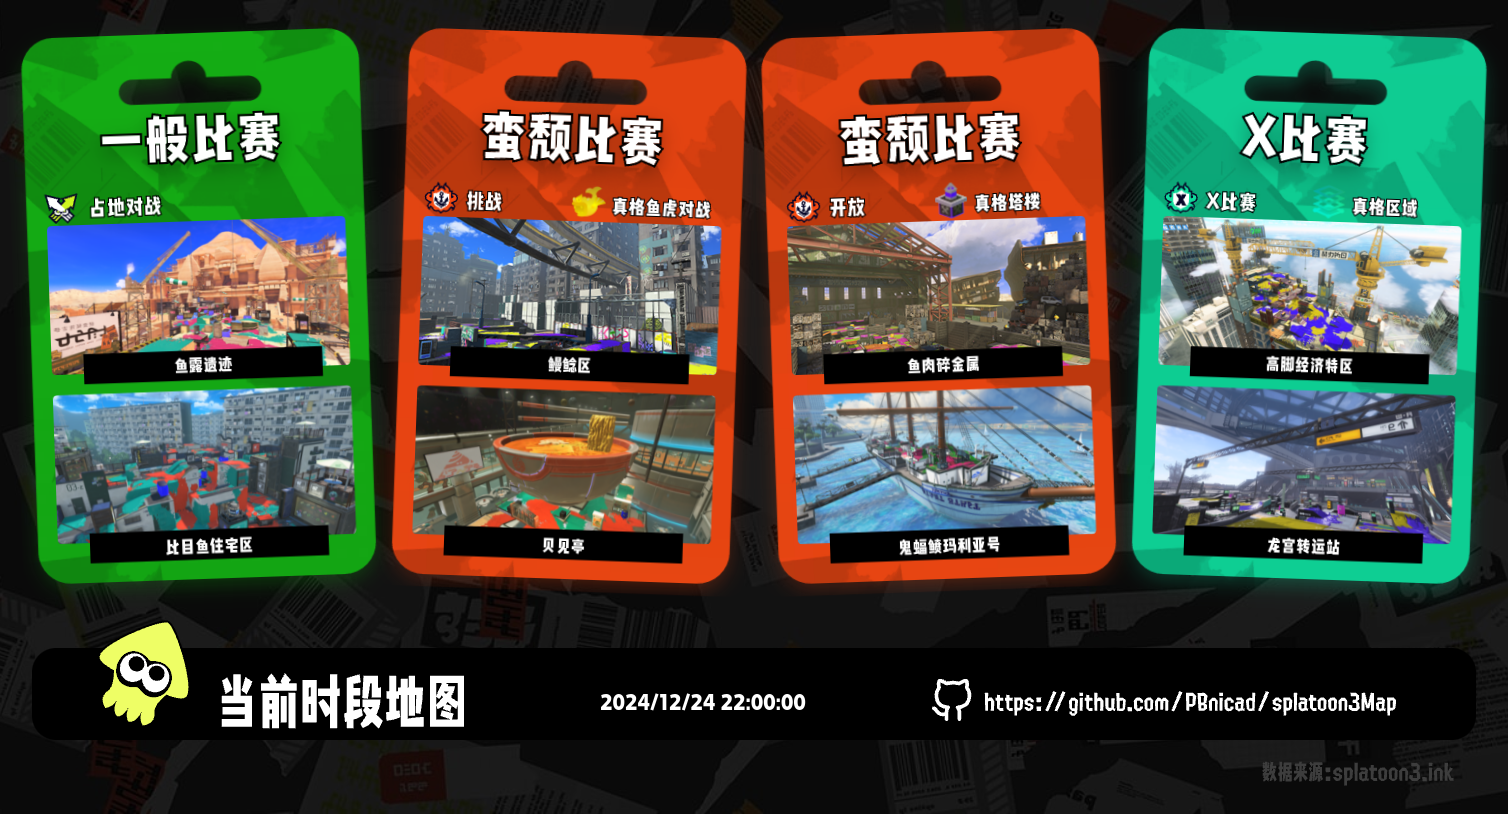 一般比赛
占地对战
鱼露遗迹
比目鱼住宅区
蛮颓比赛
挑战
真格鱼虎对战
鳗鲶区
贝见亭
蛮颓比赛
开放
真格塔楼
鱼肉碎金属
鬼蝠鲼玛利亚号
X比赛
X比赛
真格区域
高脚经济特区
龙宫转运站
当前时段地图
2024/12/24 22:00:00
https://github.com/PBnicad/splatoon3Map
数据来源:splatoon3.ink